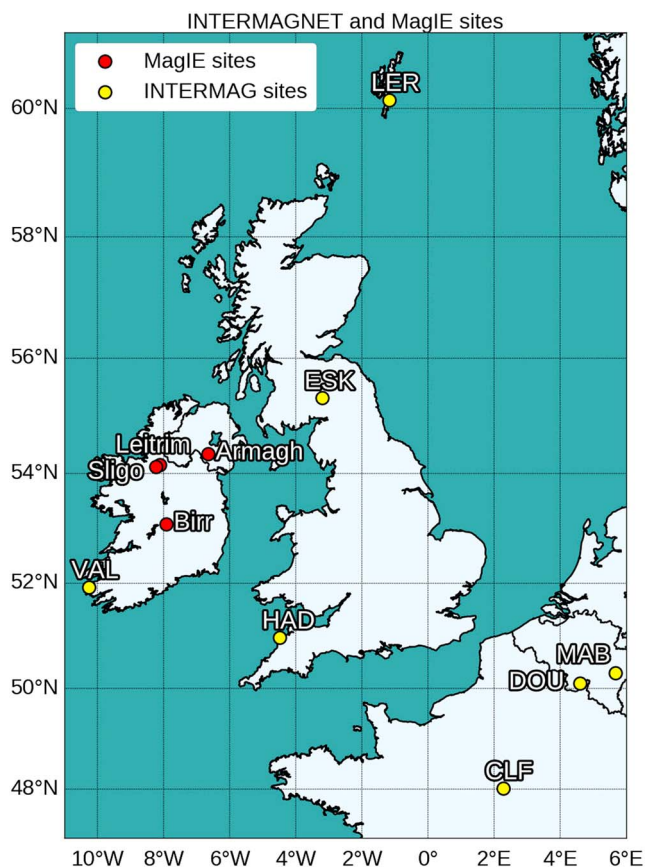 INTERMAGNET and MagIE sites
MagIE sites
INTERMAG sites
LER
60°N
58°N
56°N
ESK
Leitrim
Armagh
Sligo
54°N
Birr
VAL
52°N
HAD
MAB
DOU
50°N
CLF
48°N
10°W 8°W 6°W 4°W 2°W 0° 2°E 4°E 6°E